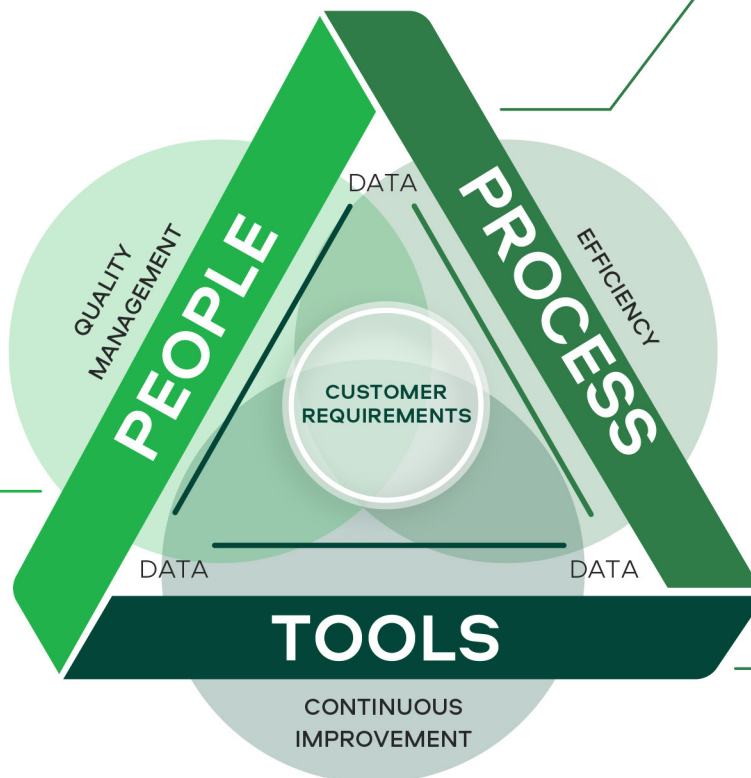 DATA
PEOPLE
PROCESS
QUALITY
MANAGEMENT
EFFICIENCY
CUSTOMER
REQUIREMENTS
DATA
DATA
TOOLS
CONTINUOUS
IMPROVEMENT